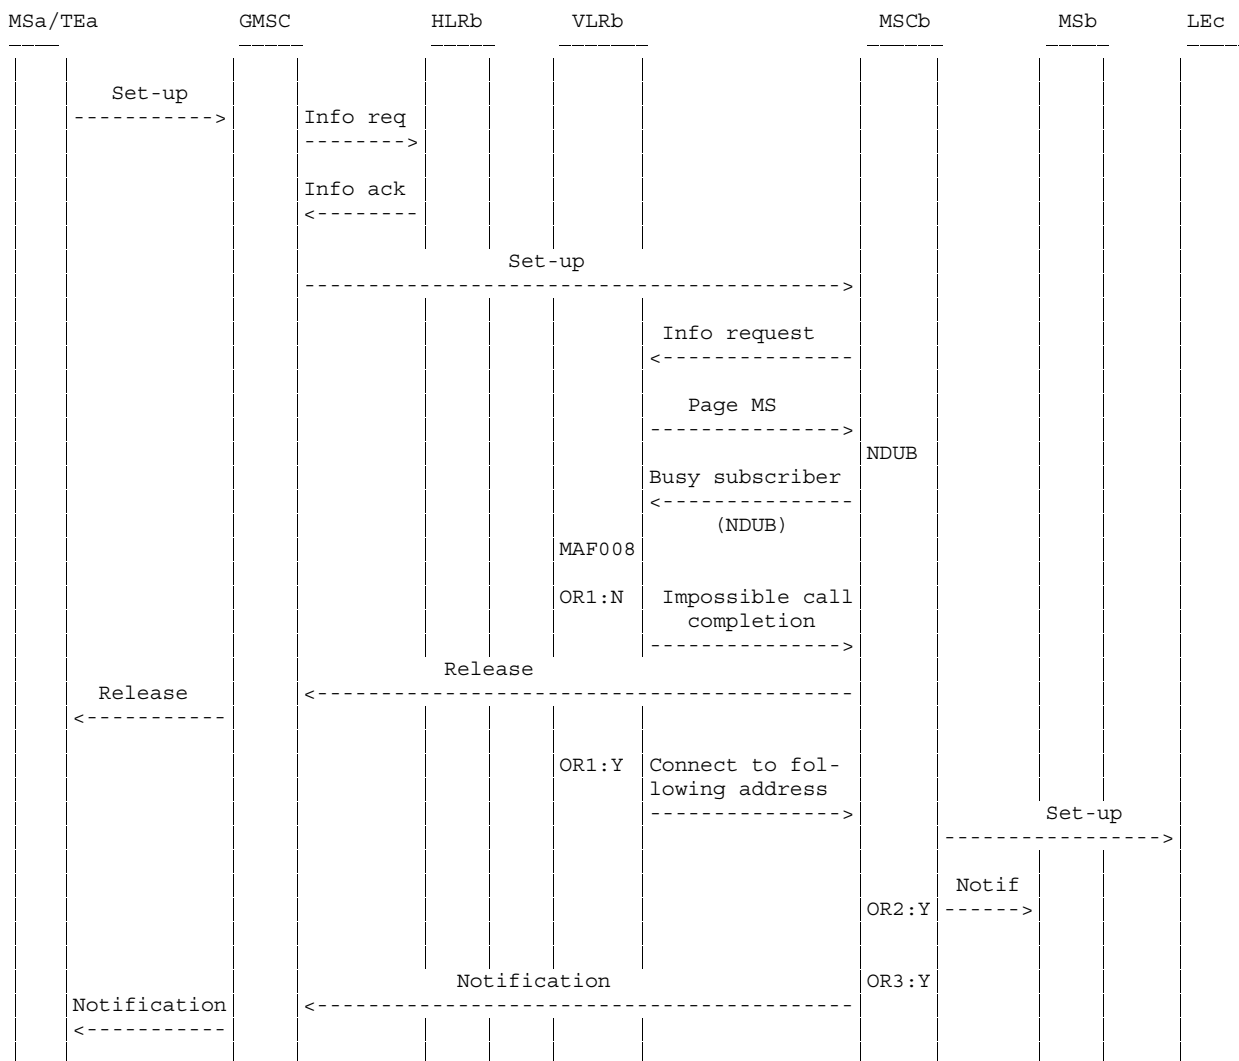 MSa/TEa GMSC HLRb VLRb MSCb MSb LEc
Set-up
----------->
Info req
-------->
Info ack
<--------
Set-up
------------------------------------------>
Info request
<---------------
Page MS
--------------->
NDUB
Busy subscriber
<---------------
(NDUB)
MAF008
OR1:N Impossible call
completion
--------------->
Release
Release <------------------------------------------
<-----------
OR1:Y Connect to fol-
lowing address
--------------->
Set-up
----------------->
Notif
OR2:Y ------>
Notification OR3:Y
Notification <------------------------------------------
<-----------